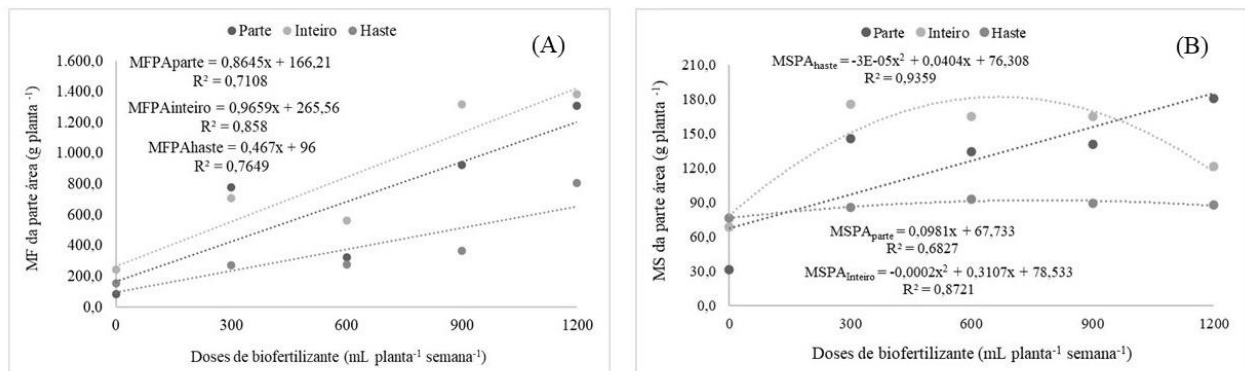 Parte Inteiro Haste
(A)
MFPAparte = 0,8645x + 166,21
R² = 0,7108
MFPAinteiro = 0,9659x + 265,56
R² = 0,858
MFPAhaste = 0,467x + 96
R² = 0,7649
MF da parte área (g planta ⁻¹)
1.600,0
1.400,0
1.200,0
1.000,0
800,0
600,0
400,0
200,0
0,0
0 300 600 900 1200
Doses de biofertilizante (mL planta⁻¹ semana⁻¹)
Parte Inteiro Haste
(B)
MSPAhaste = -3E-05x² + 0,0404x + 76,308
R² = 0,9359
MS da parte área (g planta ⁻¹)
210,0
180,0
150,0
120,0
90,0
60,0
30,0
0,0
MSPAparte = 0,0981x + 67,733
R² = 0,6827
MSPAInteiro = -0,0002x² + 0,3107x + 78,533
R² = 0,8721
0 300 600 900 1200
Doses de biofertilizante (mL planta⁻¹ semana⁻¹)